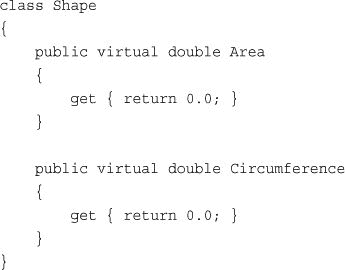 class Shape
{
    public virtual double Area
    {
        get { return 0.0; }
    }

    public virtual double Circumference
    {
        get { return 0.0; }
    }
}